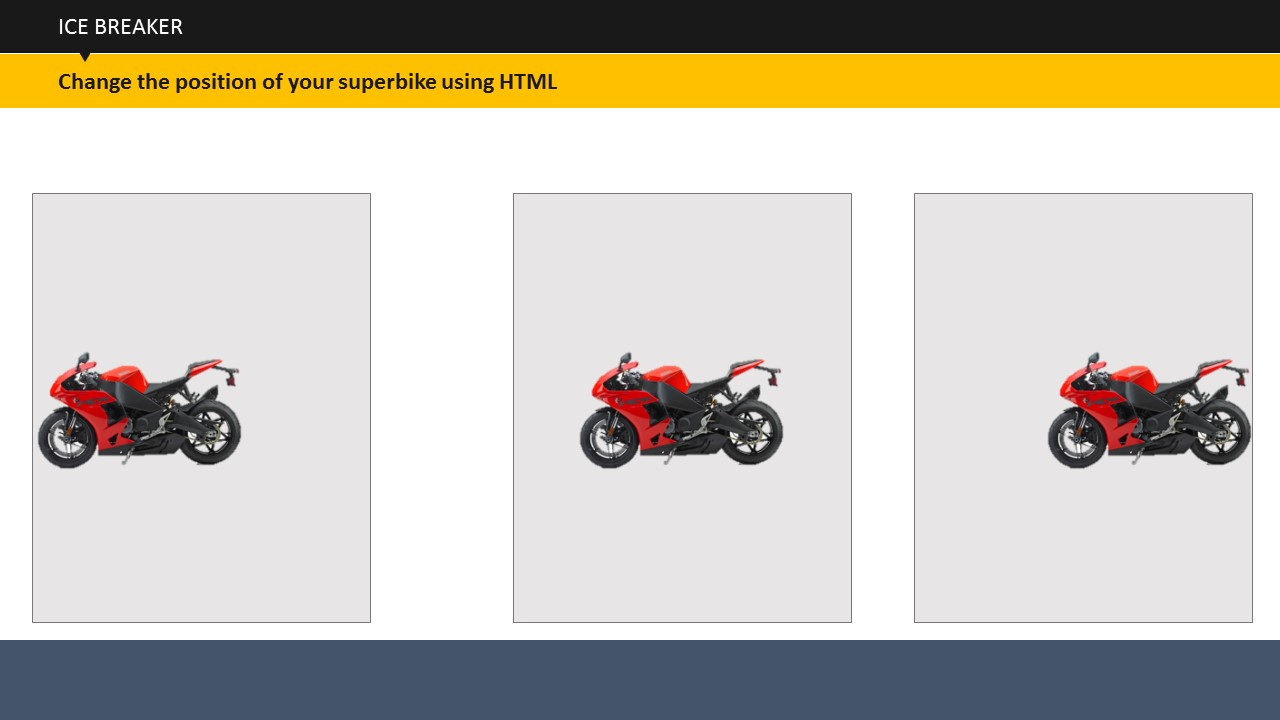 ICE BREAKER
Change the position of your superbike using HTML